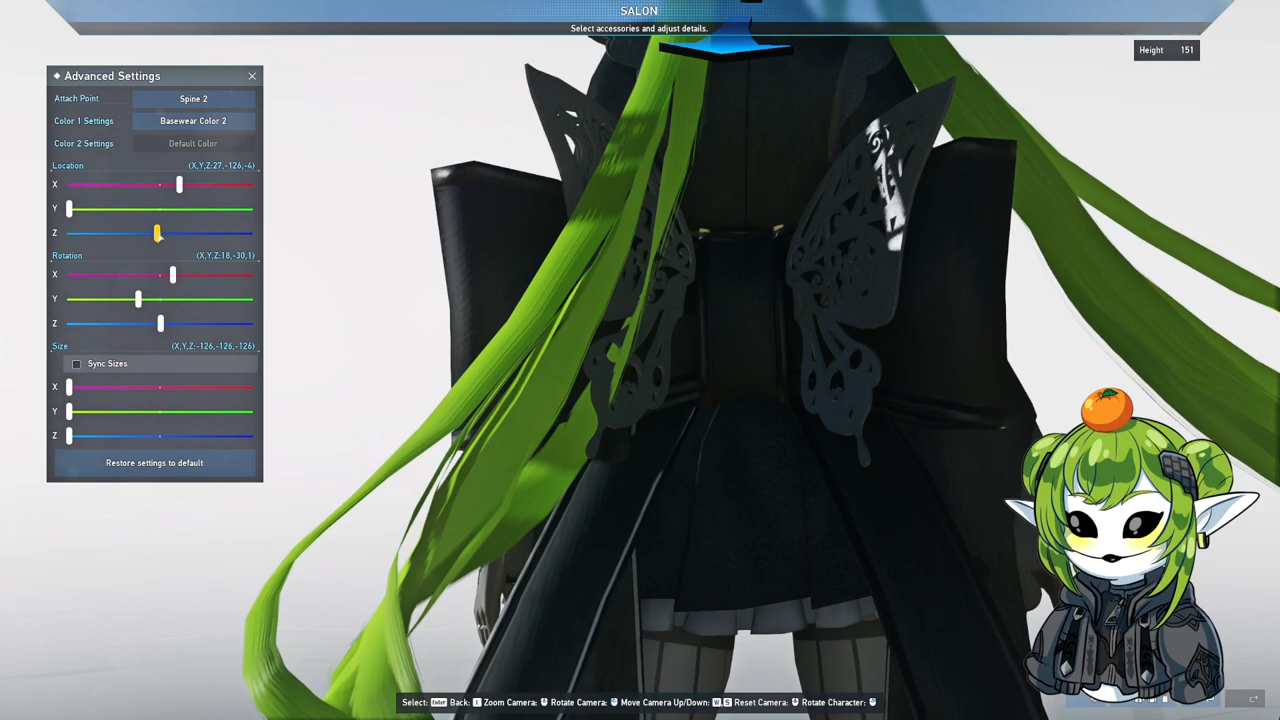 SALON
Select accessories and adjust details.
Height 151
Advanced Settings
Attach Point Spine 2
Color 1 Settings Basewear Color 2
Color 2 Settings Default Color
Location (X,Y,Z:27,-126,-4)
X
Y
Z
Rotation (X,Y,Z:18,-30,1)
X
Y
Z
Size (X,Y,Z:-126,-126,-126)
Sync Sizes
X
Y
Z
Restore settings to default
Select: Enter Back: Zoom Camera: Rotate Camera: Move Camera Up/Down: W, S Reset Camera: Rotate Character: